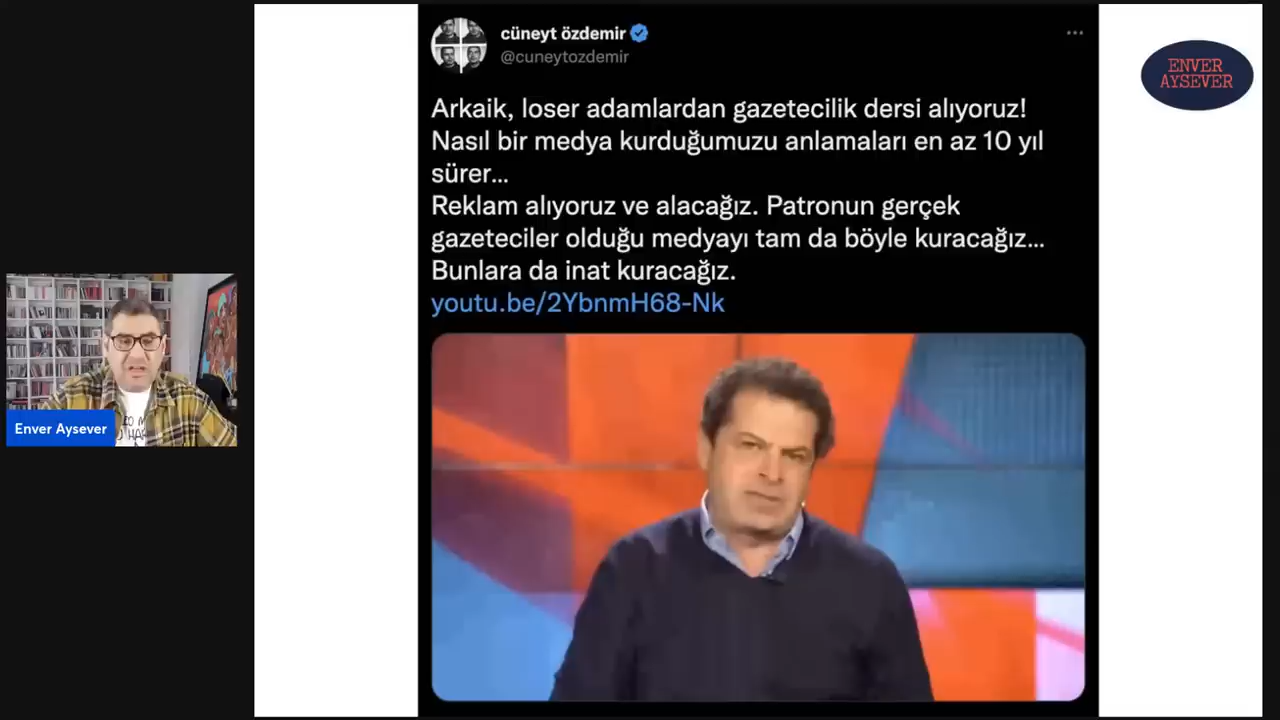 cüneyt özdemir
@cuneytozdemir
Arkaik, loser adamlardan gazetecilik dersi alıyoruz!
Nasıl bir medya kurduğumuzu anlamaları en az 10 yıl
sürer...
Reklam alıyoruz ve alacağız. Patronun gerçek
gazeteciler olduğu medyayı tam da böyle kuracağız...
Bunlara da inat kuracağız.
youtu.be/2YbnmH68-Nk
ENVER
AYSEVER
Enver Aysever